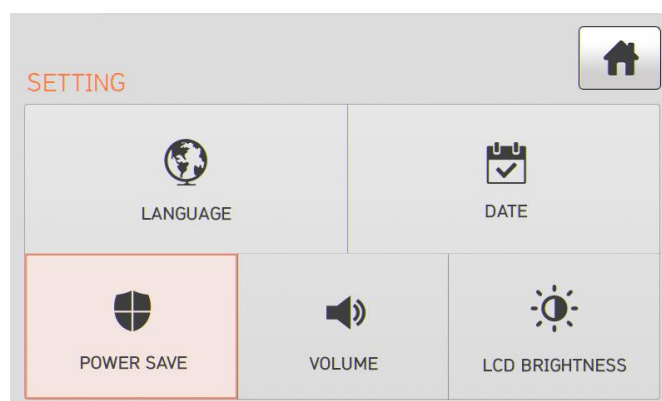 SETTING
LANGUAGE
DATE
POWER SAVE
VOLUME
LCD BRIGHTNESS